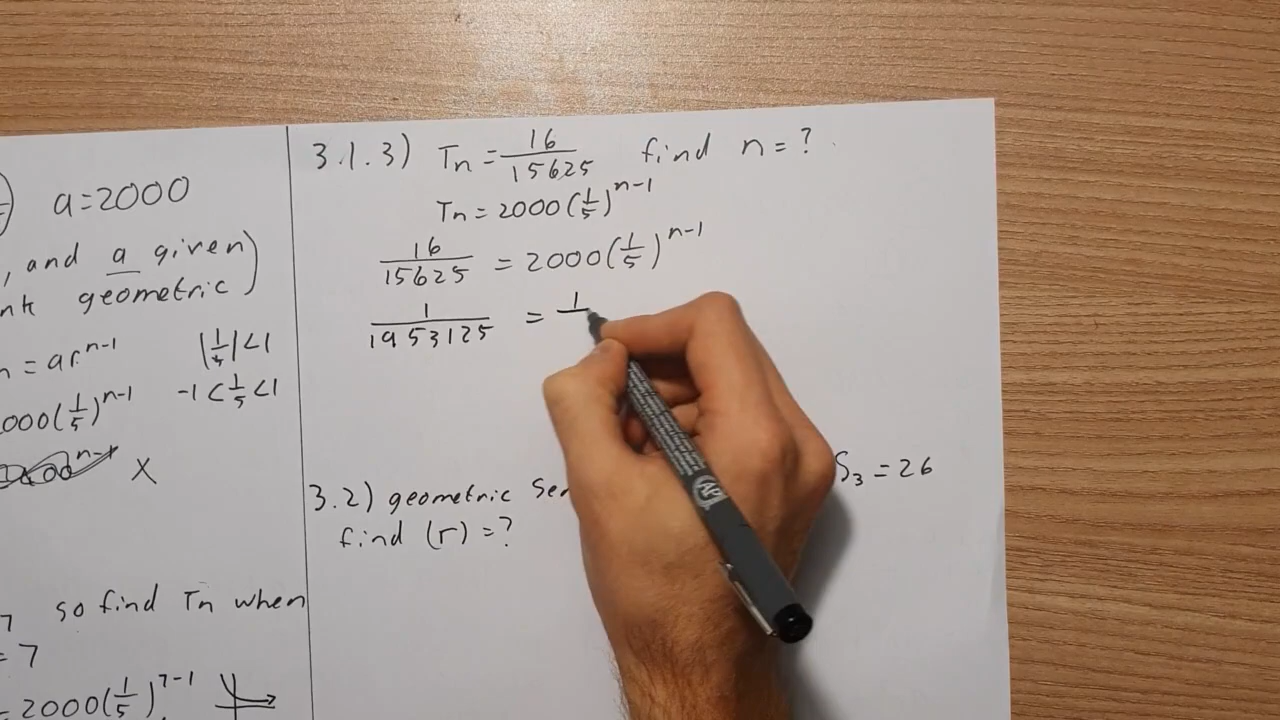 a=2000
, and a given)
geometric)
= ar^n-1 |1/5|<1
000(1/5)^n-1 -1<1/5<1
X
7 so find Tn when
= 7
= 2000(1/5)^7-1
3.1.3) Tn = 16/15625 find n = ?
Tn = 2000(1/5)^n-1
16/15625 = 2000(1/5)^n-1
1/1953125 = 1
3.2) geometric S3 = 26
find (r) = ?